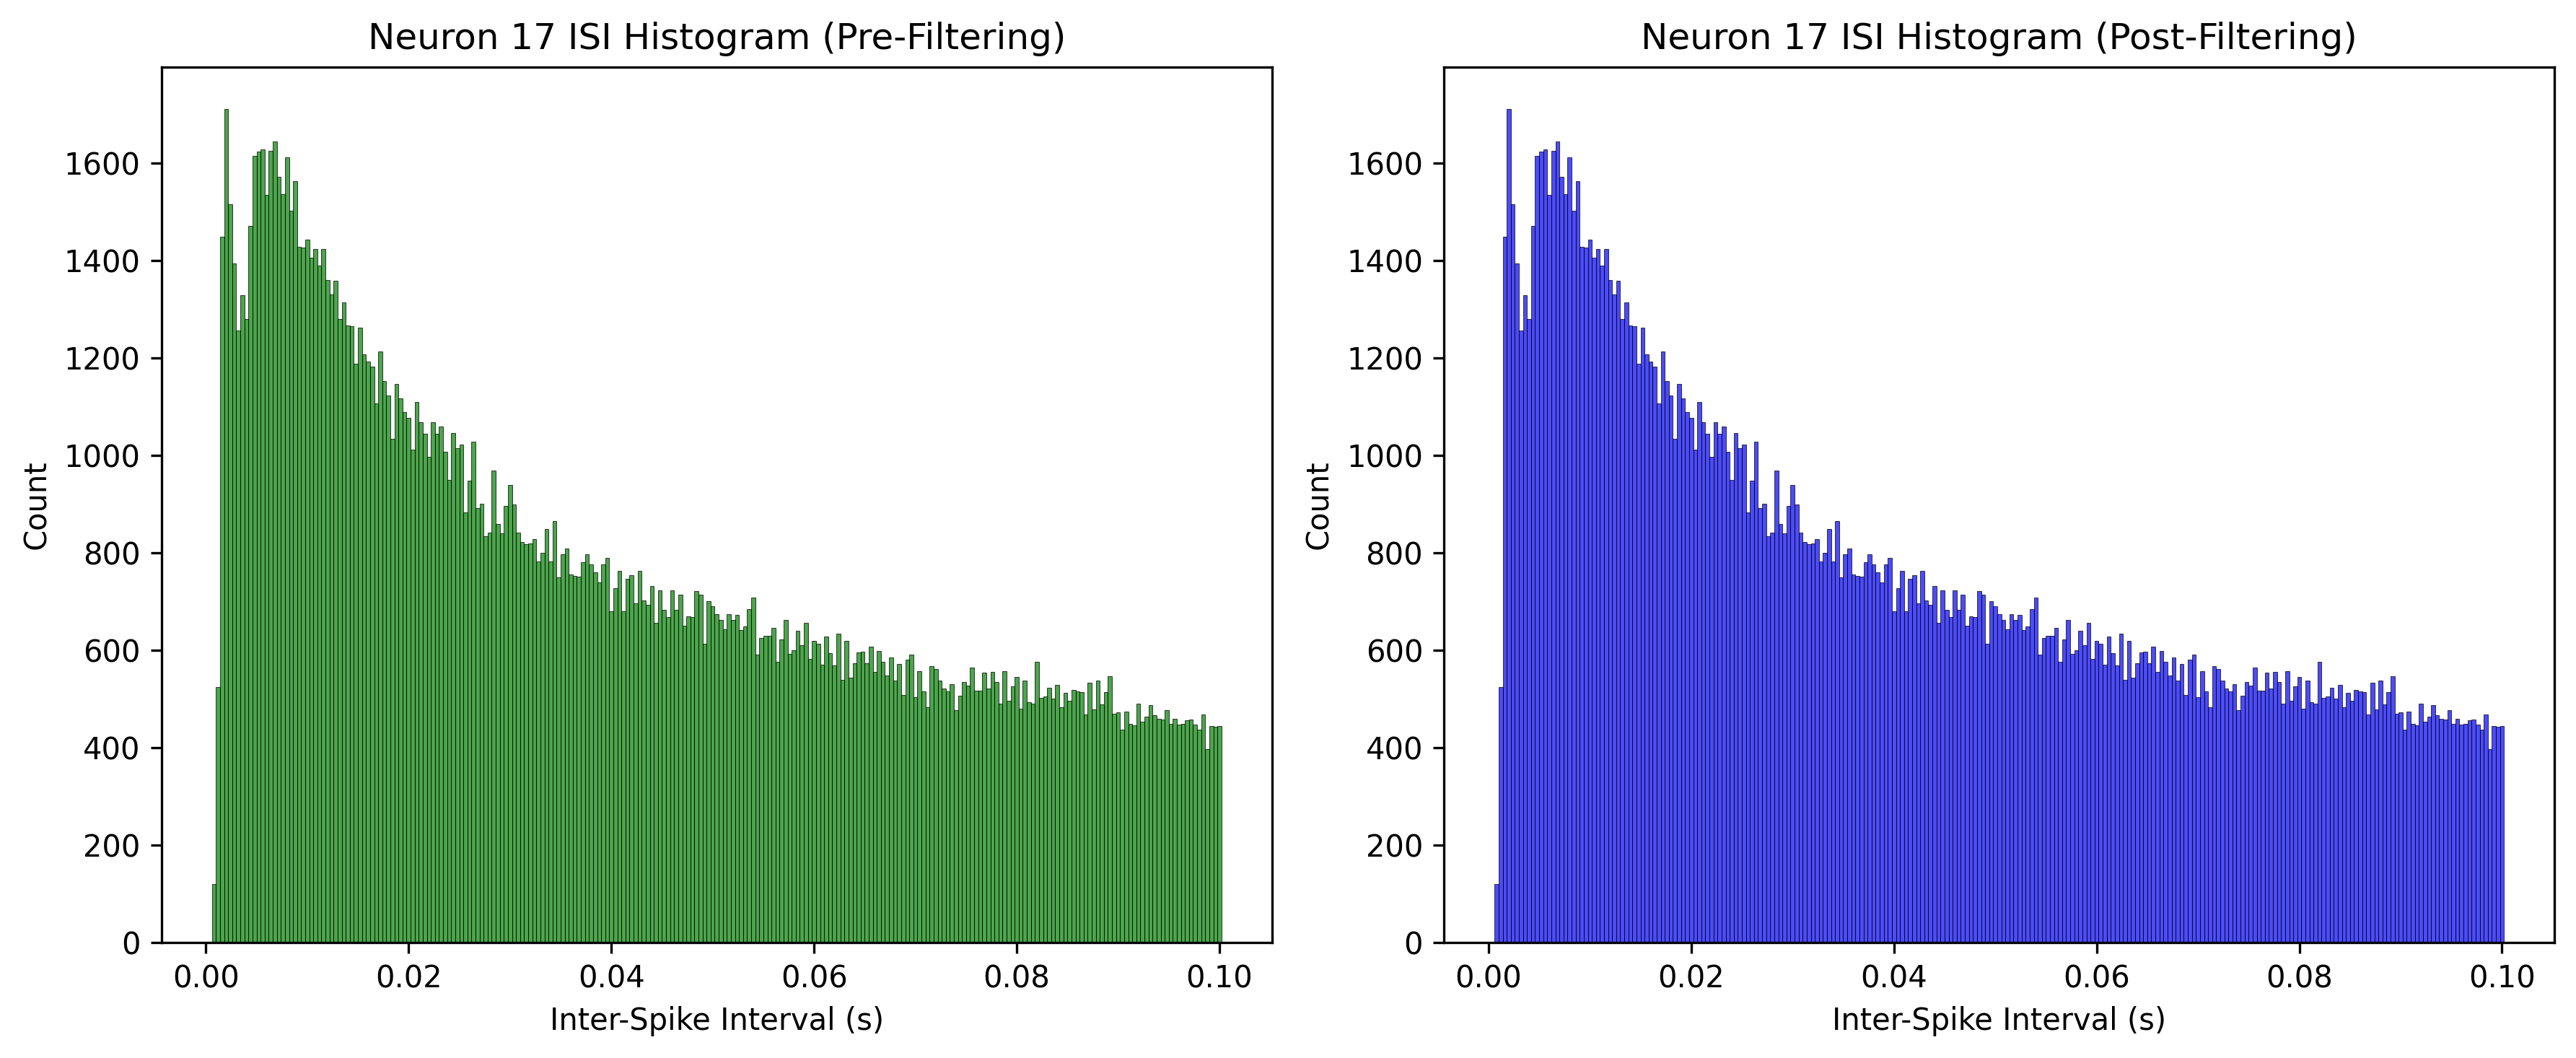 Neuron 17 ISI Histogram (Pre-Filtering)
Count
1600
1400
1200
1000
800
600
400
200
0
0.00 0.02 0.04 0.06 0.08 0.10
Inter-Spike Interval (s)
Neuron 17 ISI Histogram (Post-Filtering)
Count
1600
1400
1200
1000
800
600
400
200
0
0.00 0.02 0.04 0.06 0.08 0.10
Inter-Spike Interval (s)